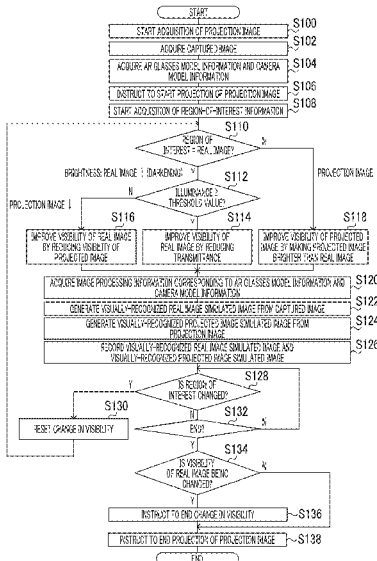 START
START ACQUISITION OF PROJECTION IMAGE
S100
ACQUIRE CAPTURED IMAGE
S102
ACQUIRE AR GLASSES MODEL INFORMATION AND CAMERA
MODEL INFORMATION
S104
INSTRUCT TO START PROJECTION OF PROJECTION IMAGE
S106
START ACQUISITION OF REGION-OF-INTEREST INFORMATION
S108
S110
REGION OF
INTEREST = REAL IMAGE?
N
BRIGHTNESS: REAL IMAGE ↓ (DARKENING)
Y
S112
PROJECTION IMAGE
PROJECTION IMAGE ↓
N
ILLUMINANCE ≥
THRESHOLD VALUE?
Y
S116
S114
S118
IMPROVE VISIBILITY OF REAL
IMAGE BY REDUCING VISIBILITY OF
PROJECTED IMAGE
IMPROVE VISIBILITY OF
REAL IMAGE BY REDUCING
TRANSMITTANCE
IMPROVE VISIBILITY OF PROJECTED
IMAGE BY MAKING PROJECTED IMAGE
BRIGHTER THAN REAL IMAGE
S120
ACQUIRE IMAGE PROCESSING INFORMATION CORRESPONDING TO AR GLASSES MODEL INFORMATION AND
CAMERA MODEL INFORMATION
S122
GENERATE VISUALLY-RECOGNIZED REAL IMAGE SIMULATED IMAGE FROM CAPTURED IMAGE
S124
GENERATE VISUALLY-RECOGNIZED PROJECTED IMAGE SIMULATED IMAGE FROM
PROJECTION IMAGE
S126
RECORD VISUALLY-RECOGNIZED REAL IMAGE SIMULATED IMAGE AND
VISUALLY-RECOGNIZED PROJECTED IMAGE SIMULATED IMAGE
S128
Y
IS REGION OF
INTEREST CHANGED?
S130
N
S132
RESET CHANGE IN VISIBILITY
END?
N
Y
S134
IS VISIBILITY
OF REAL IMAGE BEING
CHANGED?
N
Y
INSTRUCT TO END CHANGE IN VISIBILITY
S136
INSTRUCT TO END PROJECTION OF PROJECTION IMAGE
S138
END